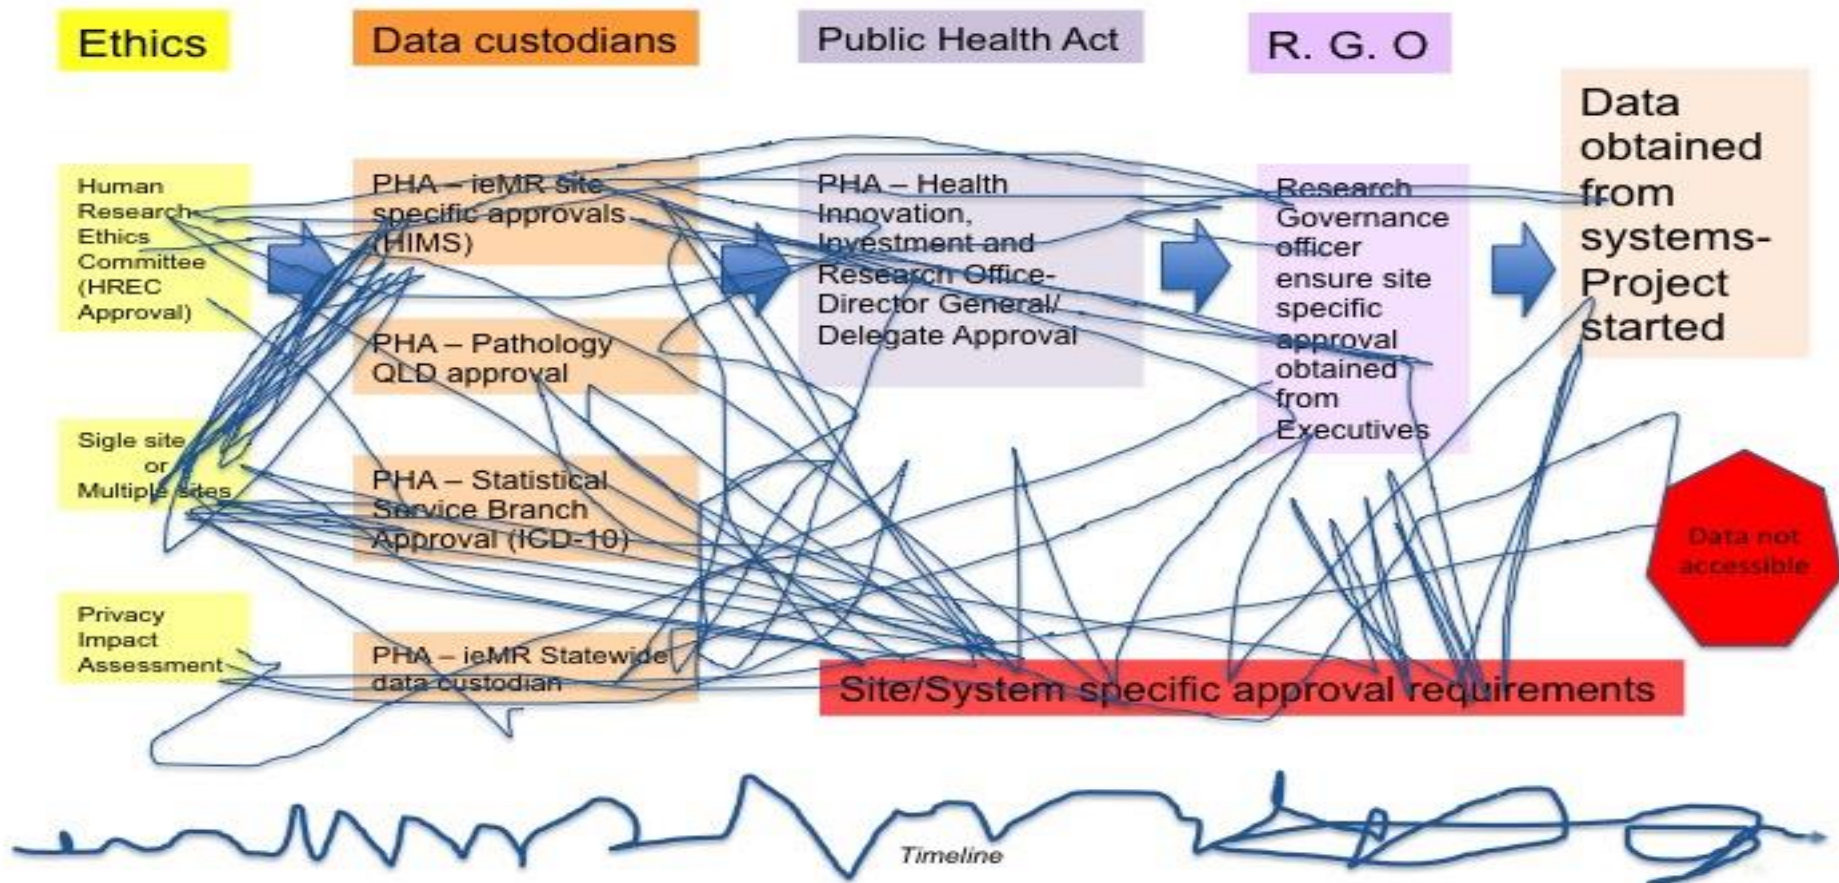 Ethics
Data custodians
Public Health Act
R. G. O
Human
Research
Ethics
Committee
(HREC
Approval)
Sigle site
or
Multiple sites
Privacy
Impact
Assessment
PHA – ieMR site
specific approvals
(HIMS)
PHA – Pathology
QLD approval
PHA – Statistical
Service Branch
Approval (ICD-10)
PHA – ieMR Statewide
data custodian
PHA – Health
Innovation,
Investment and
Research Office-
Director General/
Delegate Approval
Research
Governance
officer
ensure site
specific
approval
obtained
from
Executives
Data
obtained
from
systems-
Project
started
Data not
accessible
Site/System specific approval requirements
Timeline